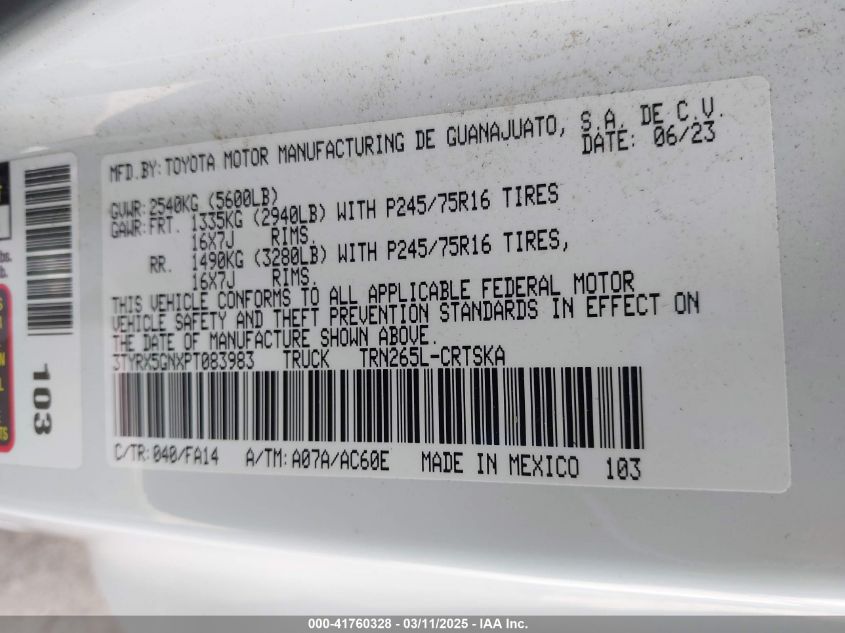 MFD.BY: TOYOTA MOTOR MANUFACTURING DE GUANAJUATO, S.A. DE C.V.
DATE: 06/23
GVWR: 2540KG (5600LB)
GAWR: FRT. 1335KG (2940LB) WITH P245/75R16 TIRES
16X7J RIMS.
RR. 1490KG (3280LB) WITH P245/75R16 TIRES,
16X7J RIMS.
THIS VEHICLE CONFORMS TO ALL APPLICABLE FEDERAL MOTOR
VEHICLE SAFETY AND THEFT PREVENTION STANDARDS IN EFFECT ON
THE DATE OF MANUFACTURE SHOWN ABOVE.
3TYRX5GNXPT083983 TRUCK TRN265L-CRTSKA
C/TR: 040/FA14 A/TM: A07A/AC60E MADE IN MEXICO 103
103
000-41760328 - 03/11/2025 - IAA Inc.